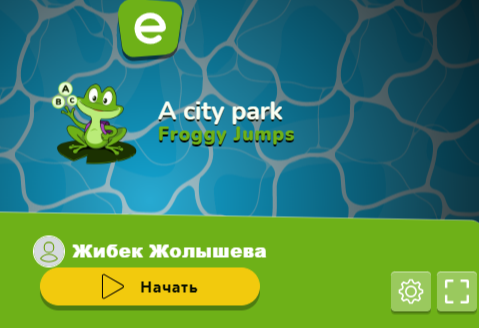 e
A
B C
A city park
Froggy Jumps
Жибек Жолышева
Начать